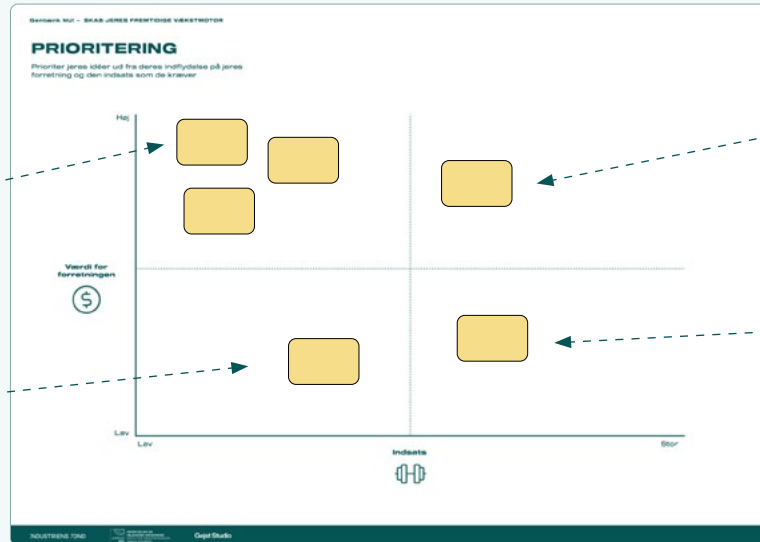 Genbærk NU! - SKAB JERES FREMTIDIGE VÆKSTMOTOR
PRIORITERING
Prioriter jeres idéer ud fra deres indflydelse på jeres
forretning og den indsats som de kræver
Høj
Værdi for
forretningen
$
Lav
Lav
Stor
Indsats
INDUSTRIENS FOND
Gejst Studio